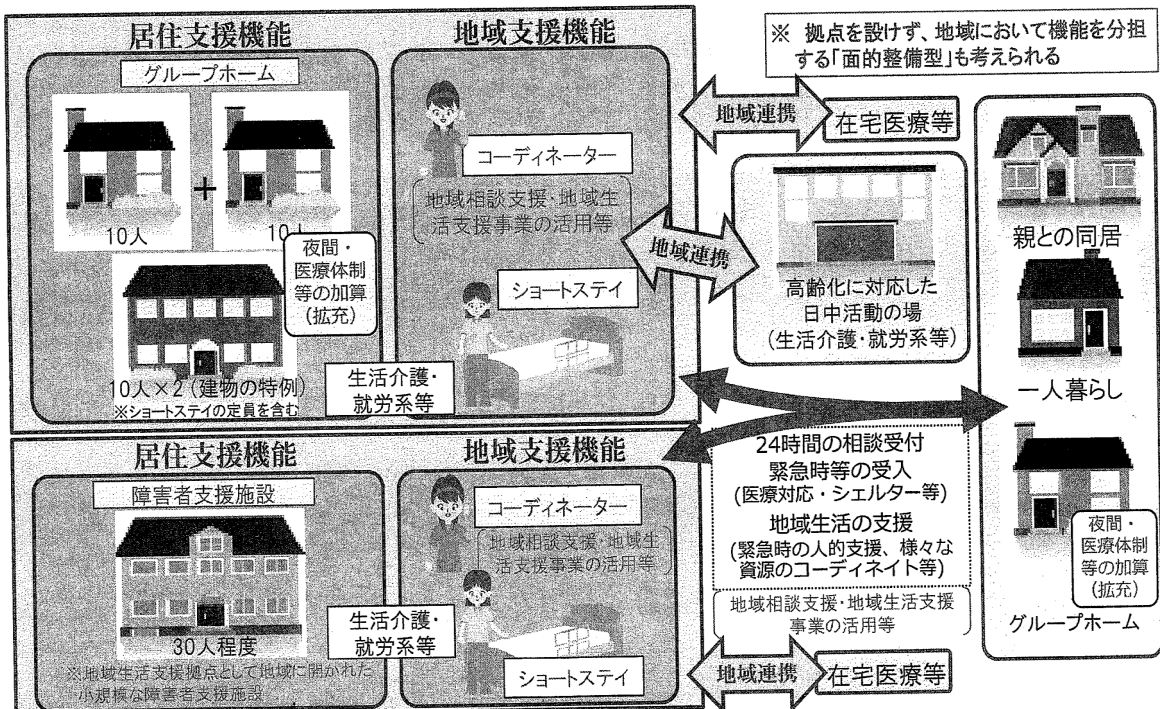 居住支援機能
地域支援機能
グループホーム
+
10人
10人
夜間・
医療体制
等の加算
(拡充)
10人×2(建物の特例)
※ショートステイの定員を含む
コーディネーター
地域相談支援・地域生
活支援事業の活用等
ショートステイ
生活介護・
就労系等
※ 拠点を設けず、地域において機能を分担
する「面的整備型」も考えられる
地域連携
在宅医療等
地域連携
高齢化に対応した
日中活動の場
(生活介護・就労系等)
親との同居
一人暮らし
夜間・
医療体制
等の加算
(拡充)
グループホーム
24時間の相談受付
緊急時等の受入
(医療対応・シェルター等)
地域生活の支援
(緊急時の人的支援、様々な
資源のコーディネイト等)
地域相談支援・地域生活支援
事業の活用等
居住支援機能
地域支援機能
障害者支援施設
30人程度
※地域生活支援拠点として地域に開かれた
小規模な障害者支援施設
コーディネーター
地域相談支援・地域生
活支援事業の活用等
生活介護・
就労系等
ショートステイ
地域連携
在宅医療等